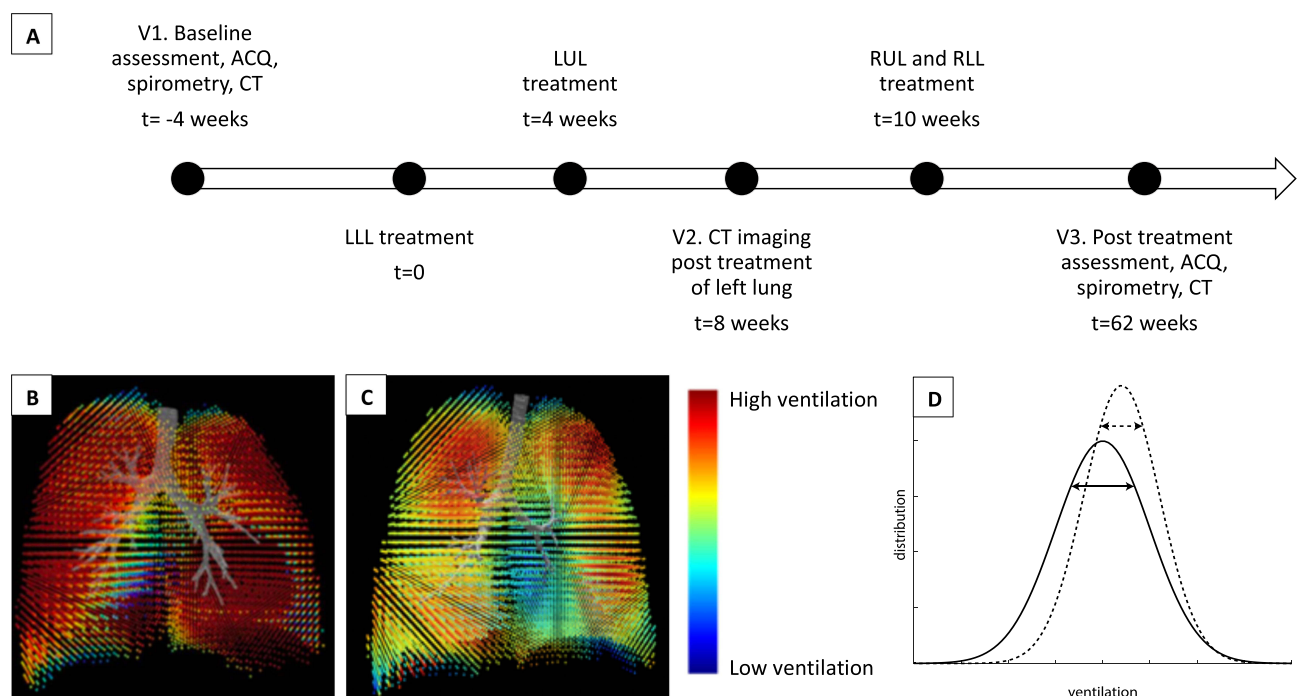 A
V1. Baseline
assessment, ACQ,
spirometry, CT
t= -4 weeks
LUL
treatment
t=4 weeks
RUL and RLL
treatment
t=10 weeks
LLL treatment
t=0
V2. CT imaging
post treatment
of left lung
t=8 weeks
V3. Post treatment
assessment, ACQ,
spirometry, CT
t=62 weeks
B
C
High ventilation
Low ventilation
D
distribution
ventilation